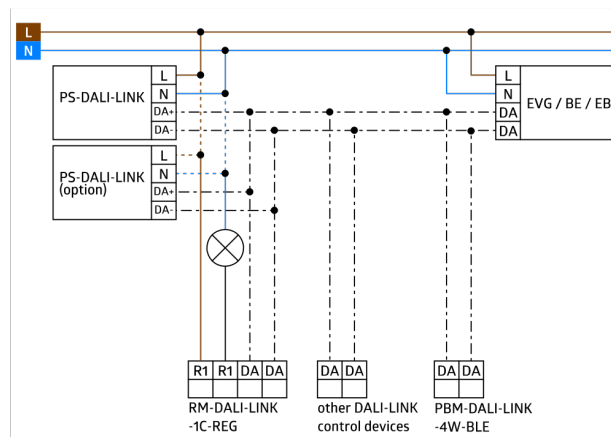 L
N
PS-DALI-LINK
L
N
DA+
DA-
EVG / BE / EB
L
N
DA
DA
PS-DALI-LINK
(option)
L
N
DA+
DA-
R1 R1 DA DA
DA DA
DA DA
RM-DALI-LINK
-1C-REG
other DALI-LINK
control devices
PBM-DALI-LINK
-4W-BLE